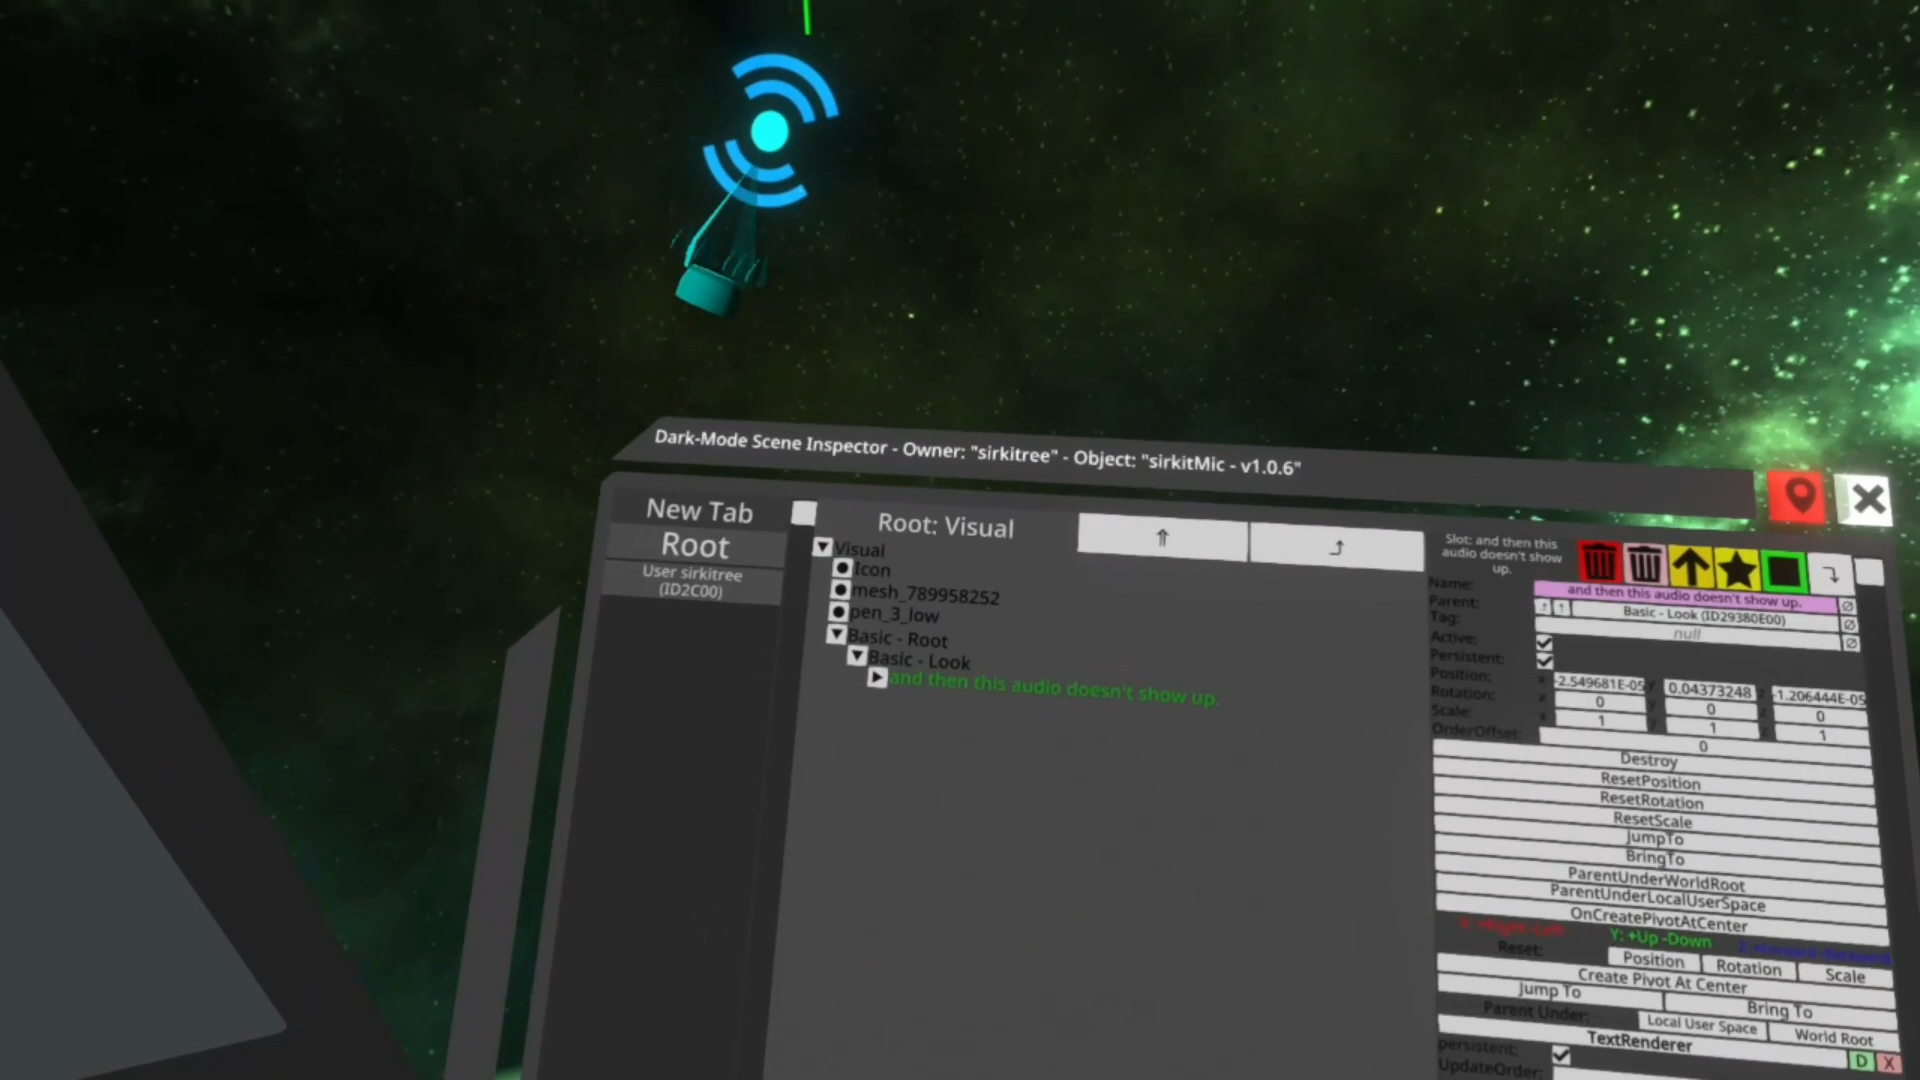 Dark-Mode Scene Inspector - Owner: "sirkitree" - Object: "sirkitMic - v1.0.6"
New Tab
Root
User sirkitree
(ID2C00)
Root: Visual
Visual
Icon
mesh_789958252
pen_3_low
Basic - Root
Basic - Look
and then this audio doesn't show up.
Slot: and then this
audio doesn't show
up.
Name: and then this audio doesn't show up.
Parent: Basic - Look (ID29380E00)
Tag: null
Active:
Persistent:
Position: x -2.549681E-05 y 0.04373248 z -1.206444E-05
Rotation: x 0 y 0 z 0
Scale: x 1 y 1 z 1
OrderOffset: 0
Destroy
ResetPosition
ResetRotation
ResetScale
JumpTo
BringTo
ParentUnderWorldRoot
ParentUnderLocalUserSpace
OnCreatePivotAtCenter
X: +Right -Left Y: +Up -Down
Reset: Position Rotation Scale
Create Pivot At Center
Jump To Bring To
Parent Under: Local User Space World Root
TextRenderer
D X
persistent:
UpdateOrder: